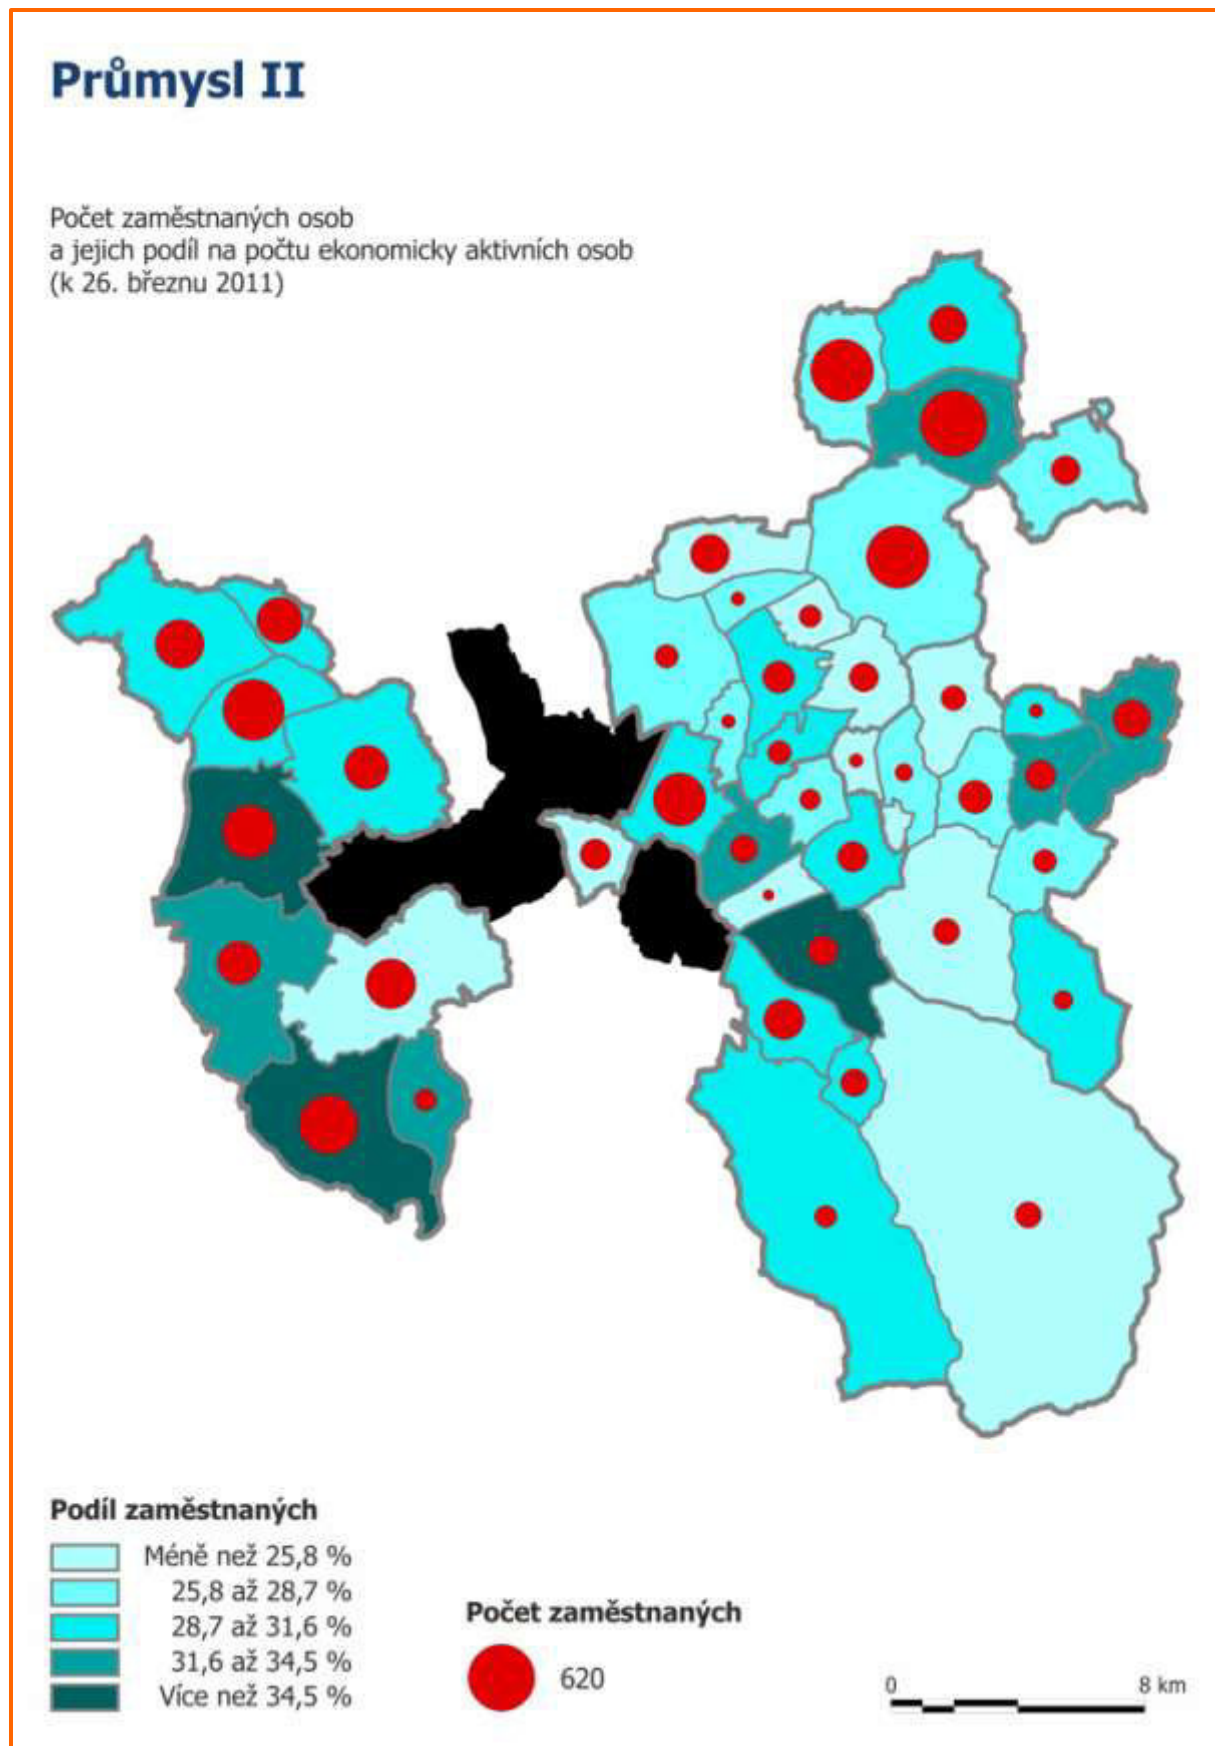 Průmysl II
Počet zaměstnaných osob
a jejich podíl na počtu ekonomicky aktivních osob
(k 26. březnu 2011)
Podíl zaměstnaných
Méně než 25,8 %
25,8 až 28,7 %
28,7 až 31,6 %
31,6 až 34,5 %
Více než 34,5 %
Počet zaměstnaných
620
0 8 km